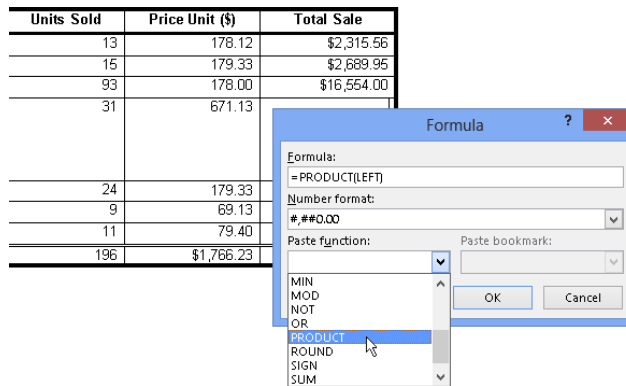 Units Sold Price Unit ($) Total Sale
13 178.12 $2,315.56
15 179.33 $2,689.95
93 178.00 $16,554.00
31 671.13
Formula ? ×
Formula:
=PRODUCT(LEFT)
24 179.33
Number format:
9 69.13
#,##0.00
11 79.40
Paste function: Paste bookmark:
196 $1,766.23
MIN
MOD
NOT
OR
PRODUCT
ROUND
SIGN
SUM
OK Cancel